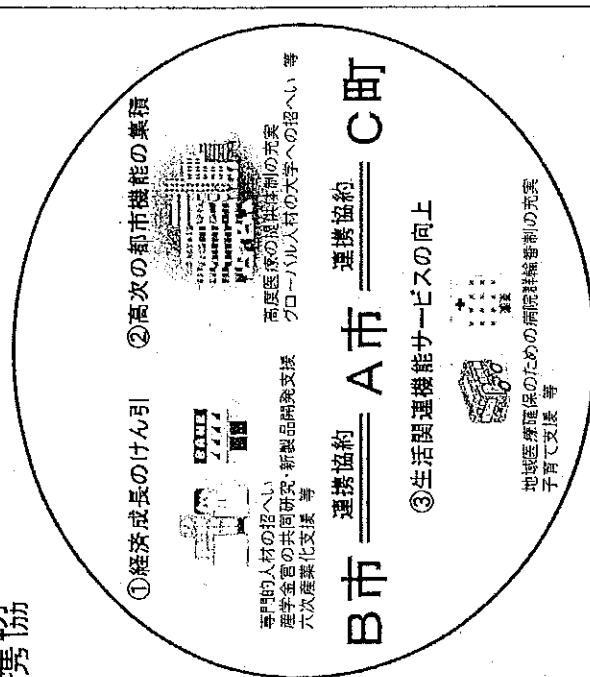 携協
①経済成長のけん引
専門的人材の招へい
産学金官の共同研究・新製品開発支援
六次産業化支援 等
BANK
②高次の都市機能の集積
高度医療の提供体制の充実
グローバル人材の大学への招へい 等
B市 連携協約 A市 連携協約 C町
③生活関連機能サービスの向上
地域医療確保のための病院群輪番制の充実
子育て支援 等